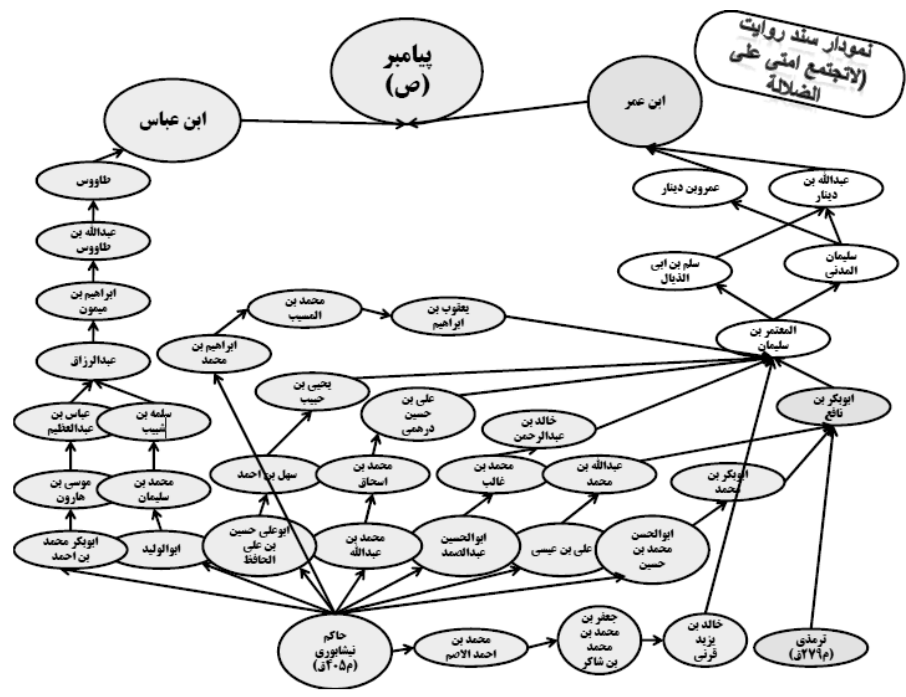 نمودار سند روایت
(لاتجتمع امتی علی
الضلالة
پیامبر
(ص)
ابن عمر
ابن عباس
طاووس
عبدالله بن
طاووس
ابراهیم بن
میمون
عبدالرزاق
عباس بن
عبدالعظیم
سلمه بن
شبیب
موسی بن
هارون
محمد بن
سلیمان
ابوبکر محمد
بن احمد
ابوالولید
عمروبن دینار
عبدالله بن
دینار
سلم بن ابی
الذیال
سلیمان
المدنی
المعتمر بن
سلیمان
محمد بن
المسیب
یعقوب بن
ابراهیم
ابراهیم بن
محمد
یحیی بن
حبیب
علی بن
حسین
درهمی
خالد بن
عبدالرحمن
ابوبکر بن
نافع
سهل بن احمد
محمد بن
اسحاق
محمد بن
غالب
عبدالله بن
محمد
ابوبکر بن
محمد
ابوعلی حسین
بن علی
الحافظ
محمد بن
عبدالله
ابوالحسین
عبدالصمد
علی بن عیسی
ابوالحسن
محمد بن
حسین
حاکم
نیشابوری
(م۴۰۵ق)
محمد بن
احمد الاصم
جعفر بن
محمد بن
محمد
بن شاکر
خالد بن
یزید
قرنی
ترمذی
(م۲۷۹ق)